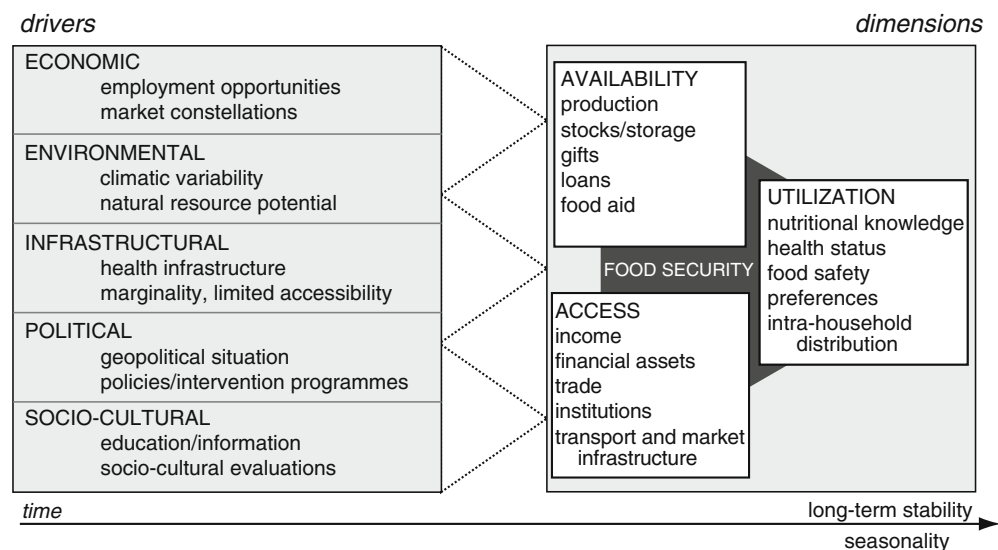 drivers
dimensions
ECONOMIC
employment opportunities
market constellations
ENVIRONMENTAL
climatic variability
natural resource potential
INFRASTRUCTURAL
health infrastructure
marginality, limited accessibility
POLITICAL
geopolitical situation
policies/intervention programmes
SOCIO-CULTURAL
education/information
socio-cultural evaluations
AVAILABILITY
production
stocks/storage
gifts
loans
food aid
FOOD SECURITY
ACCESS
income
financial assets
trade
institutions
transport and market
infrastructure
UTILIZATION
nutritional knowledge
health status
food safety
preferences
intra-household
distribution
time
long-term stability
seasonality